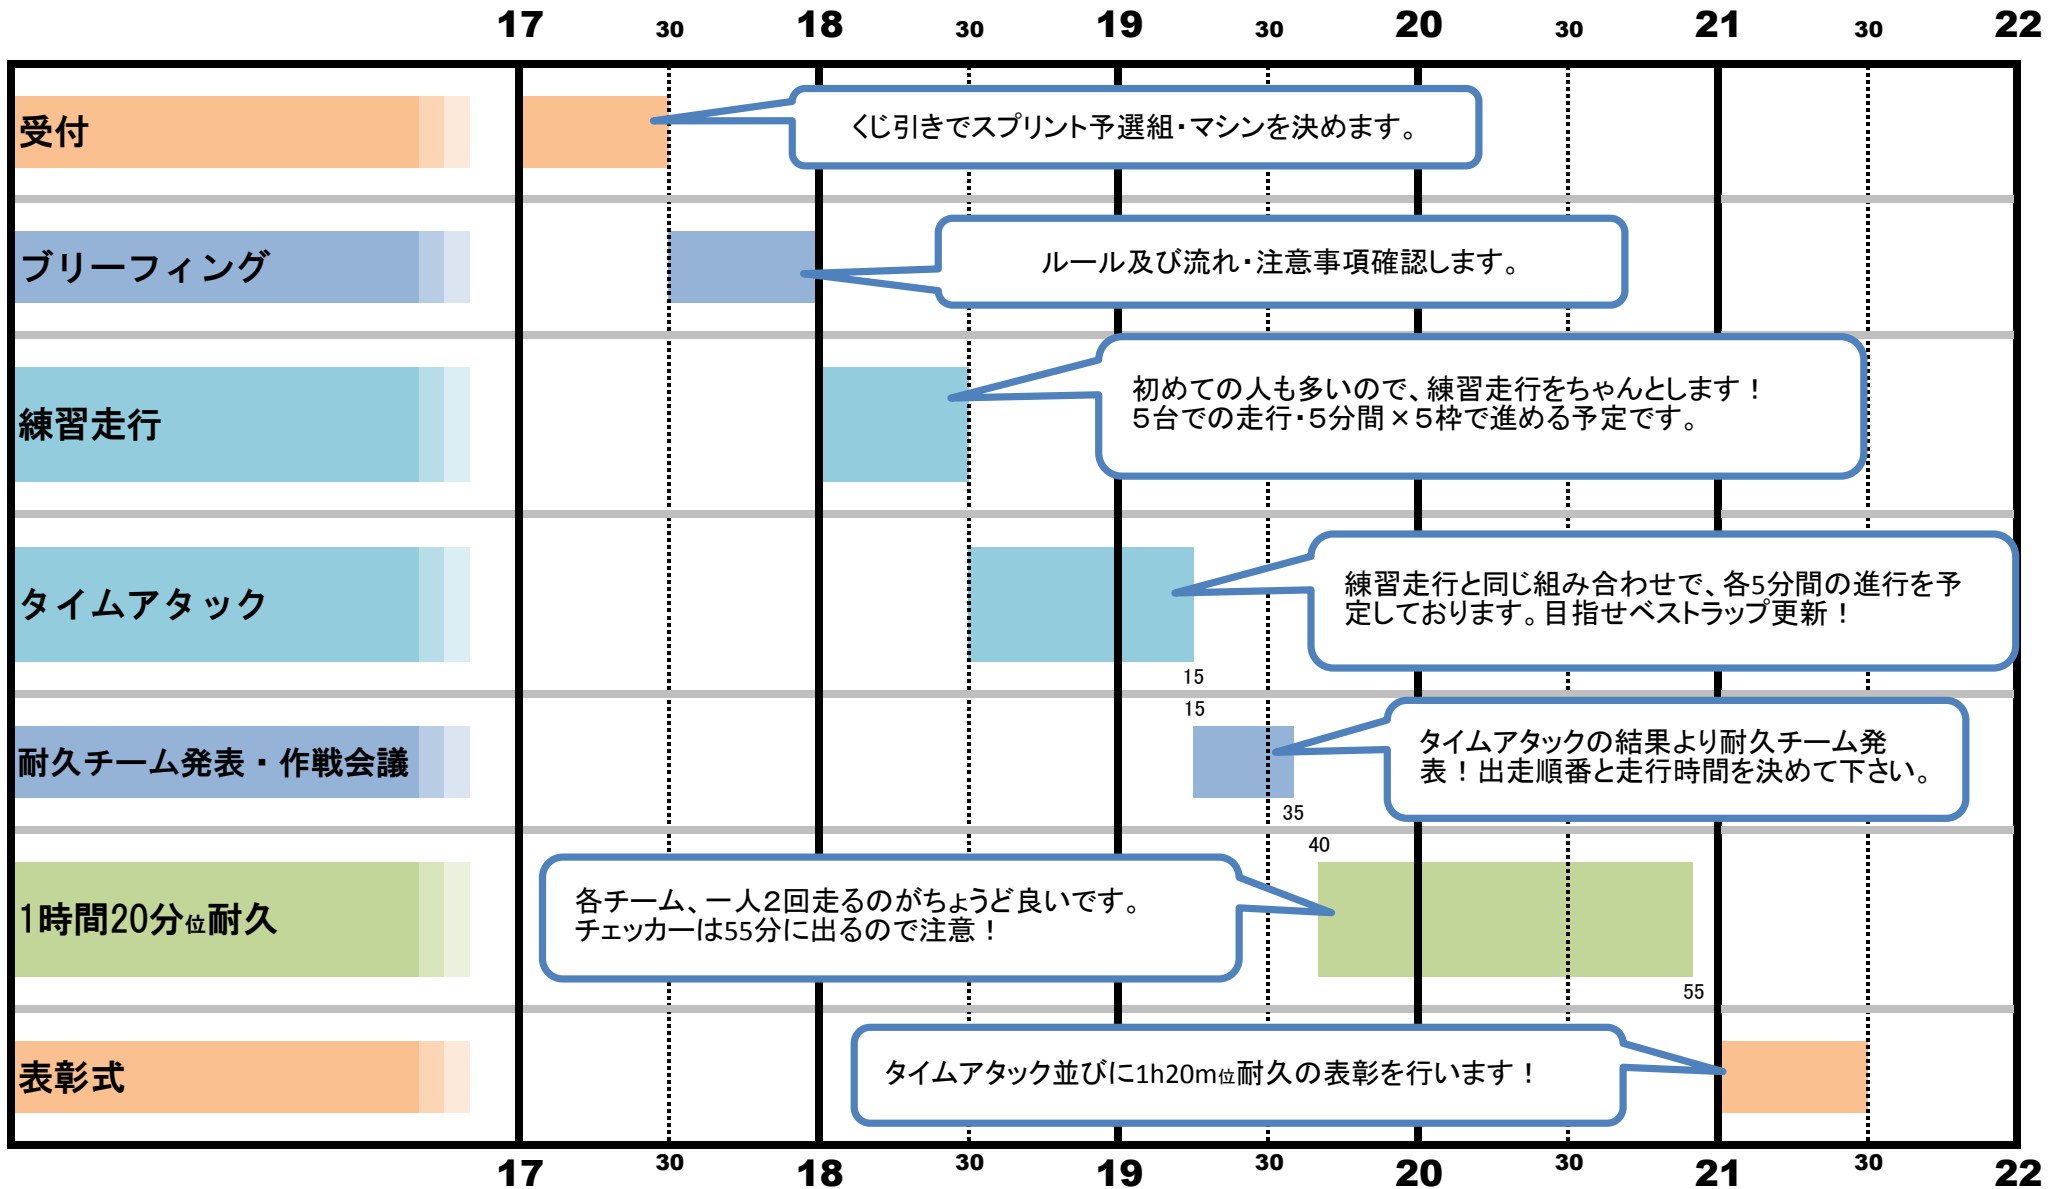 17 30 18 30 19 30 20 30 21 30 22
受付
くじ引きでスプリント予選組・マシンを決めます。
ブリーフィング
ルール及び流れ・注意事項確認します。
練習走行
初めての人も多いので、練習走行をちゃんとします！
５台での走行・５分間×５枠で進める予定です。
タイムアタック
練習走行と同じ組み合わせで、各5分間の進行を予
定しております。目指せベストラップ更新！
15
15
耐久チーム発表・作戦会議
タイムアタックの結果より耐久チーム発
表！出走順番と走行時間を決めて下さい。
35
40
1時間20分位耐久
各チーム、一人２回走るのがちょうど良いです。
チェッカーは55分に出るので注意！
55
表彰式
タイムアタック並びに1h20m位耐久の表彰を行います！
17 30 18 30 19 30 20 30 21 30 22